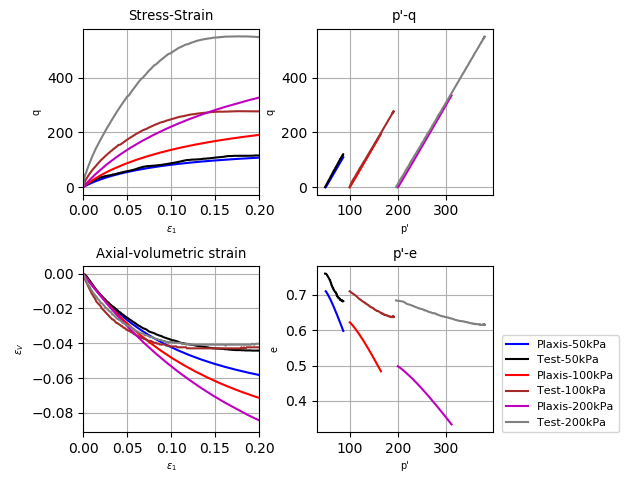 Stress-Strain
p'-q
q
400
200
0
0.00 0.05 0.10 0.15 0.20
ε1
q
400
200
0
100 200 300
p'
Axial-volumetric strain
p'-e
εv
0.00
−0.02
−0.04
−0.06
−0.08
0.00 0.05 0.10 0.15 0.20
ε1
e
0.7
0.6
0.5
0.4
100 200 300
p'
Plaxis-50kPa
Test-50kPa
Plaxis-100kPa
Test-100kPa
Plaxis-200kPa
Test-200kPa